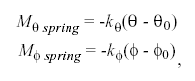 M_θ spring = -k_θ(θ - θ_0)
M_ϕ spring = -k_ϕ(ϕ - ϕ_0) ,